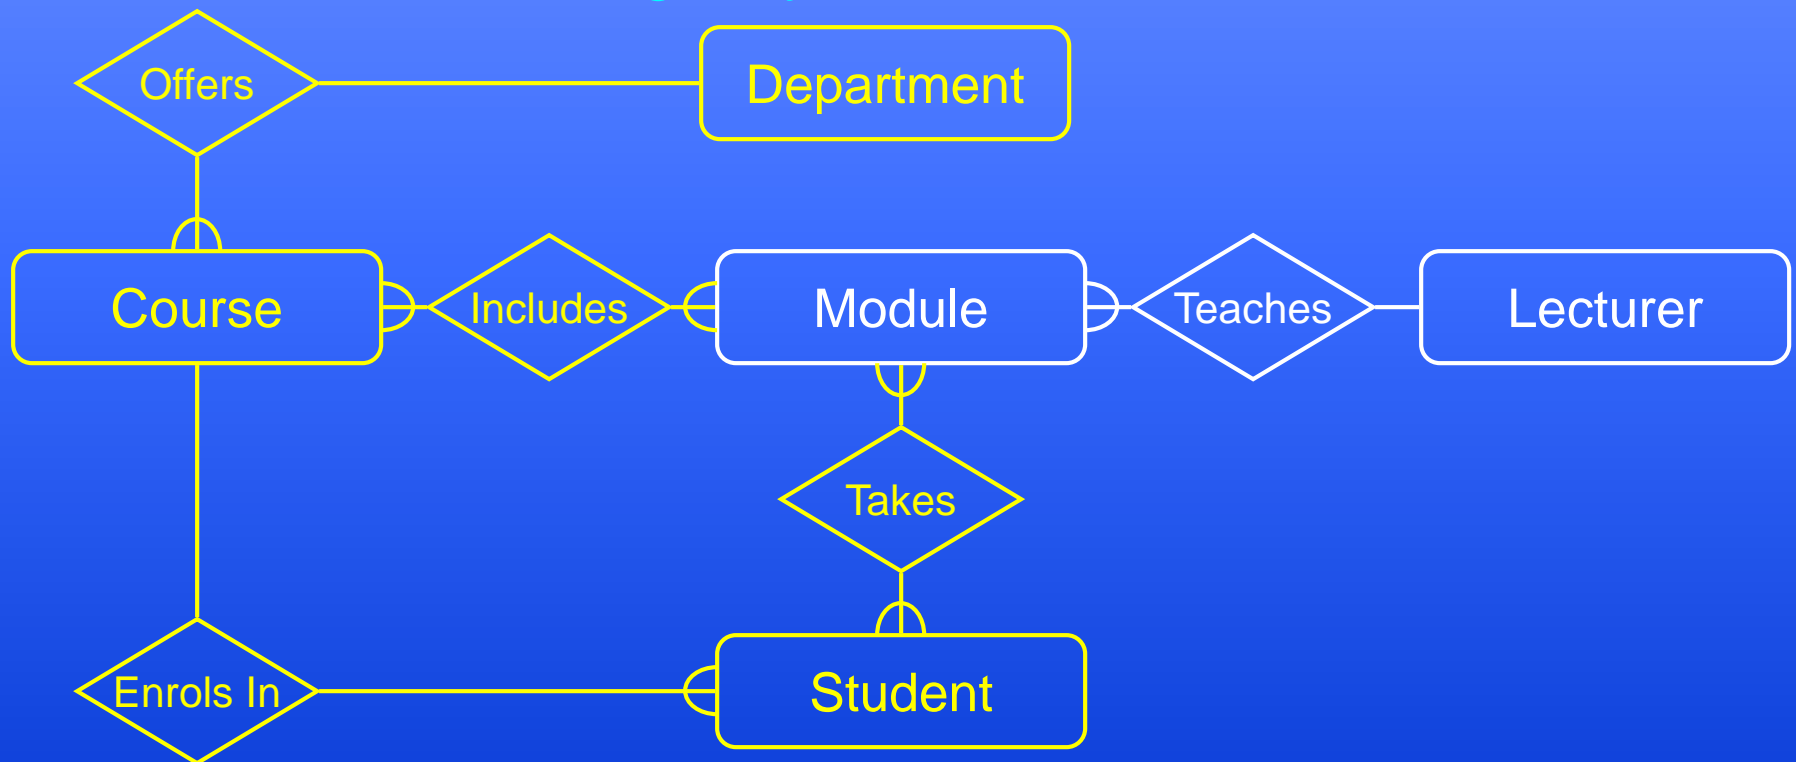 Offers
Department
Course
Includes
Module
Teaches
Lecturer
Takes
Enrols In
Student